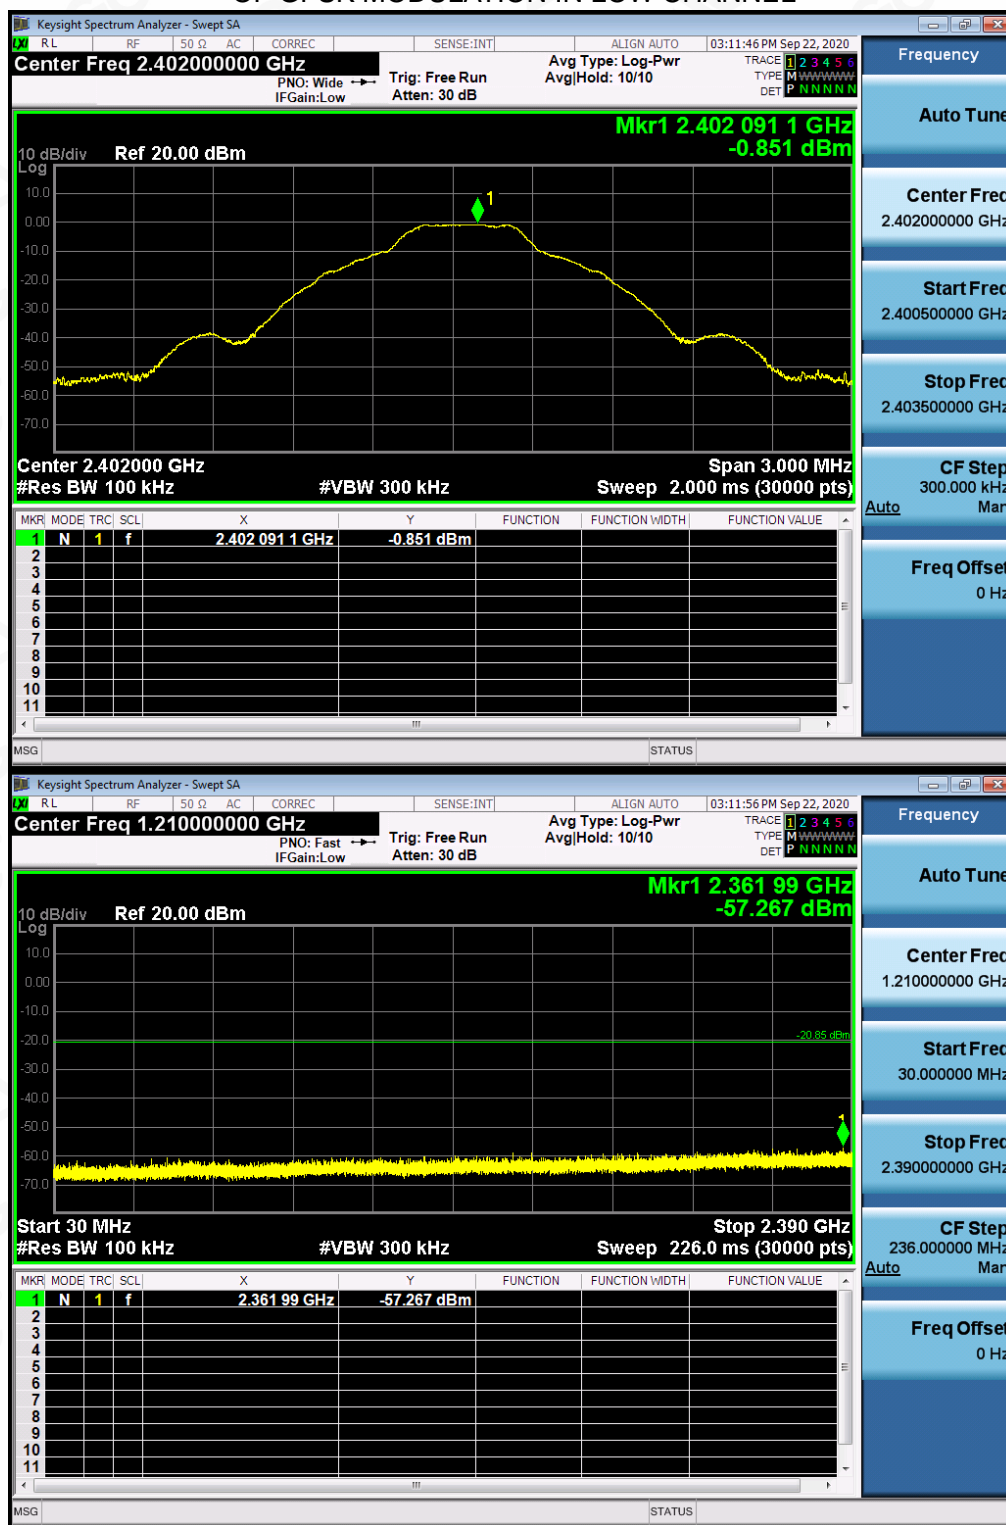 Keysight Spectrum Analyzer - Swept SA
LXI RL RF 50 Ω AC CORREC SENSE:INT ALIGN AUTO 03:11:46 PM Sep 22, 2020
Center Freq 2.402000000 GHz
PNO: Wide
IFGain:Low
Trig: Free Run
Atten: 30 dB
Avg Type: Log-Pwr
Avg|Hold: 10/10
TRACE 1 2 3 4 5 6
TYPE M WWWWW
DET P N N N N N
Mkr1 2.402 091 1 GHz
-0.851 dBm
10 dB/div Ref 20.00 dBm
Log
10.0
0.00
-10.0
-20.0
-30.0
-40.0
-50.0
-60.0
-70.0
1
Center 2.402000 GHz Span 3.000 MHz
#Res BW 100 kHz #VBW 300 kHz Sweep 2.000 ms (30000 pts)
MKR MODE TRC SCL X Y FUNCTION FUNCTION WIDTH FUNCTION VALUE
1 N 1 f 2.402 091 1 GHz -0.851 dBm
2
3
4
5
6
7
8
9
10
11
MSG STATUS
Frequency
Auto Tune
Center Freq
2.402000000 GHz
Start Freq
2.400500000 GHz
Stop Freq
2.403500000 GHz
CF Step
300.000 kHz
Auto Man
Freq Offset
0 Hz
Keysight Spectrum Analyzer - Swept SA
LXI RL RF 50 Ω AC CORREC SENSE:INT ALIGN AUTO 03:11:56 PM Sep 22, 2020
Center Freq 1.210000000 GHz
PNO: Fast
IFGain:Low
Trig: Free Run
Atten: 30 dB
Avg Type: Log-Pwr
Avg|Hold: 10/10
TRACE 1 2 3 4 5 6
TYPE M WWWWW
DET P N N N N N
Mkr1 2.361 99 GHz
-57.267 dBm
10 dB/div Ref 20.00 dBm
Log
10.0
0.00
-10.0
-20.0
-30.0
-40.0
-50.0
-60.0
-70.0
-20.85 dBm
1
Start 30 MHz Stop 2.390 GHz
#Res BW 100 kHz #VBW 300 kHz Sweep 226.0 ms (30000 pts)
MKR MODE TRC SCL X Y FUNCTION FUNCTION WIDTH FUNCTION VALUE
1 N 1 f 2.361 99 GHz -57.267 dBm
2
3
4
5
6
7
8
9
10
11
MSG STATUS
Frequency
Auto Tune
Center Freq
1.210000000 GHz
Start Freq
30.000000 MHz
Stop Freq
2.390000000 GHz
CF Step
236.000000 MHz
Auto Man
Freq Offset
0 Hz